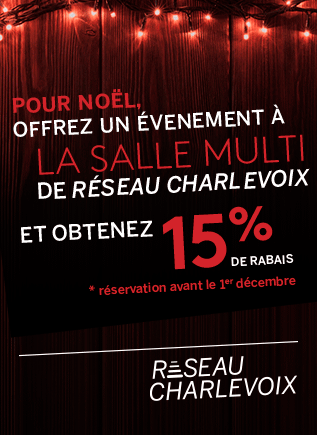 POUR NOËL,
OFFREZ UN ÉVENEMENT À
LA SALLE MULTI
DE RÉSEAU CHARLEVOIX
ET OBTENEZ 15%
DE RABAIS
* réservation avant le 1er décembre
RESEAU
CHARLEVOIX